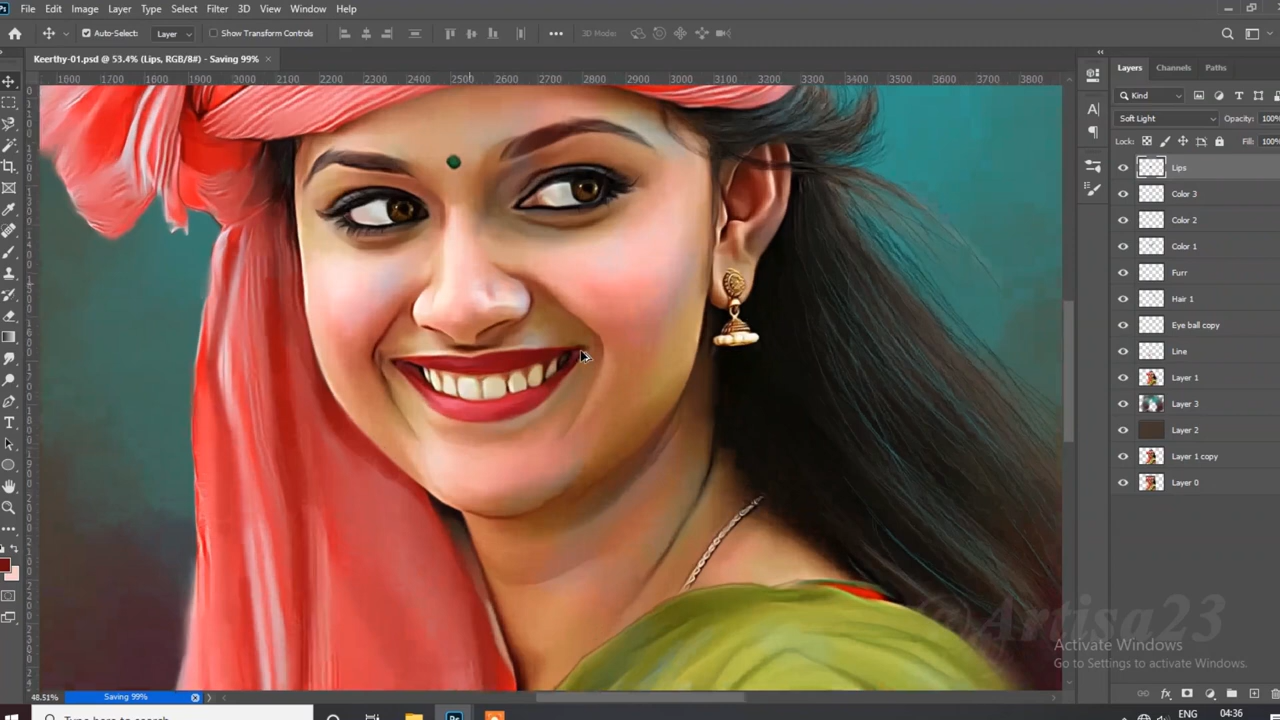 File Edit Image Layer Type Select Filter 3D View Window Help
Auto-Select: Layer Show Transform Controls 3D Mode:
Keerthy-01.psd @ 53.4% (Lips, RGB/8#) - Saving 99% ×
1600 1900 2000 2100 2200 2300 2400 2500 2600 2700 2800 2900 3000 3100 3200 3300 3400 3500 3600 3700 3800
Layers Channels Paths
Kind
Soft Light Opacity: 100%
Lock: Fill: 100%
Lips
Color 3
Color 2
Color 1
Furr
Hair 1
Eye ball copy
Line
Layer 1
Layer 3
Layer 2
Layer 1 copy
Layer 0
@Artisa23
Activate Windows
Go to Settings to activate Windows.
48.51% Saving 99%
Type here to search
ENG 04:36